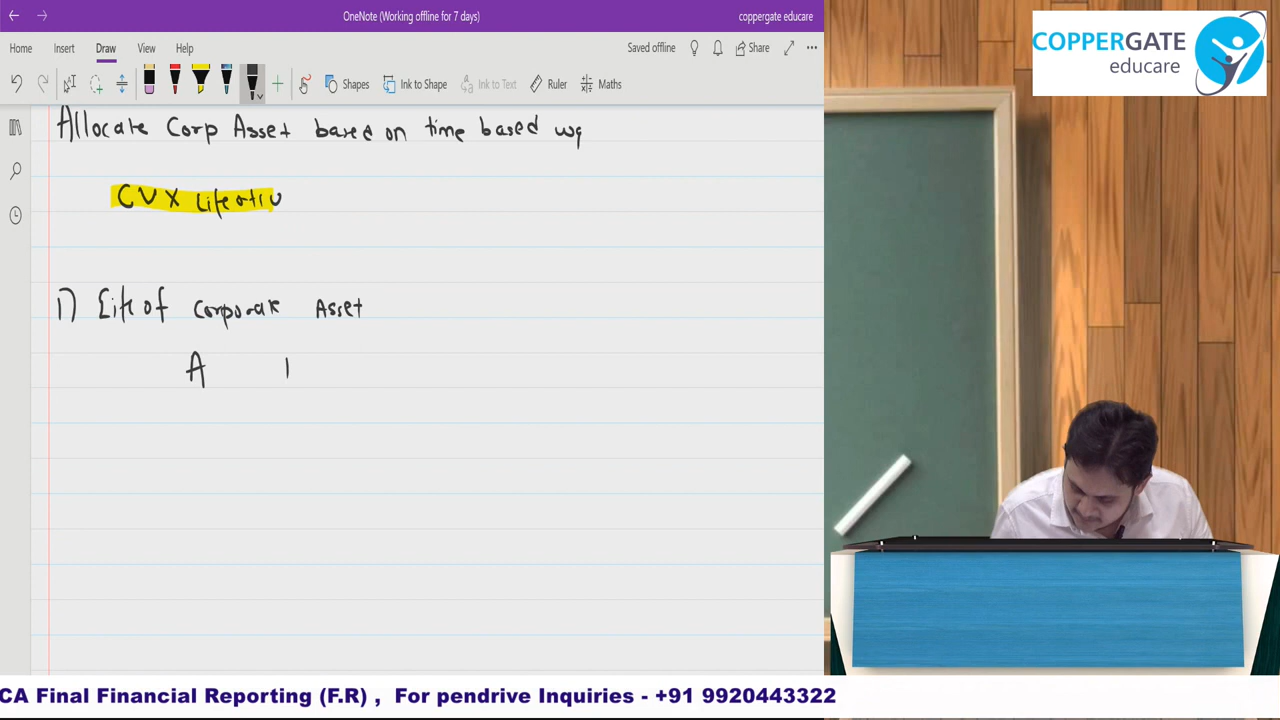 OneNote (Working offline for 7 days)
coppergate educare
Home Insert Draw View Help
Saved offline Share
Shapes Ink to Shape Ink to Text Ruler Maths
Allocate Corp Asset based on time based wg
CV X Life
1) Life of Corporate Asset
A
COPPERGATE
educare
CA Final Financial Reporting (F.R) , For pendrive Inquiries - +91 9920443322